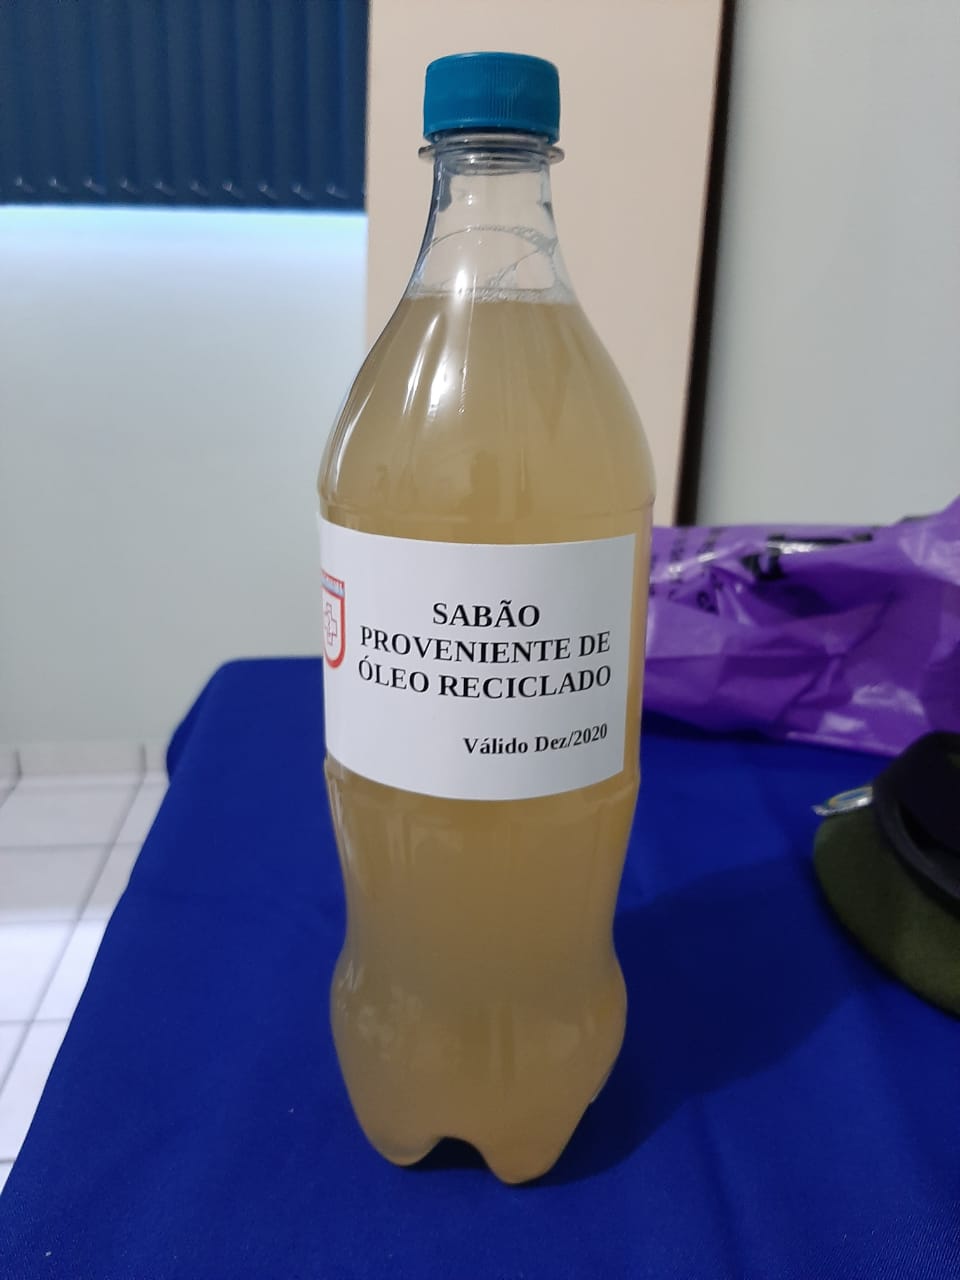 SABÃO
PROVENIENTE DE
ÓLEO RECICLADO
Válido Dez/2020